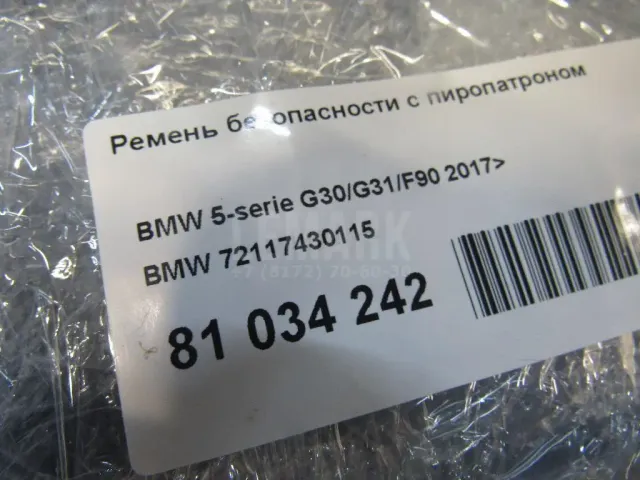 Ремень безопасности с пиропатроном
BMW 5-serie G30/G31/F90 2017>
BMW 72117430115
81 034 242